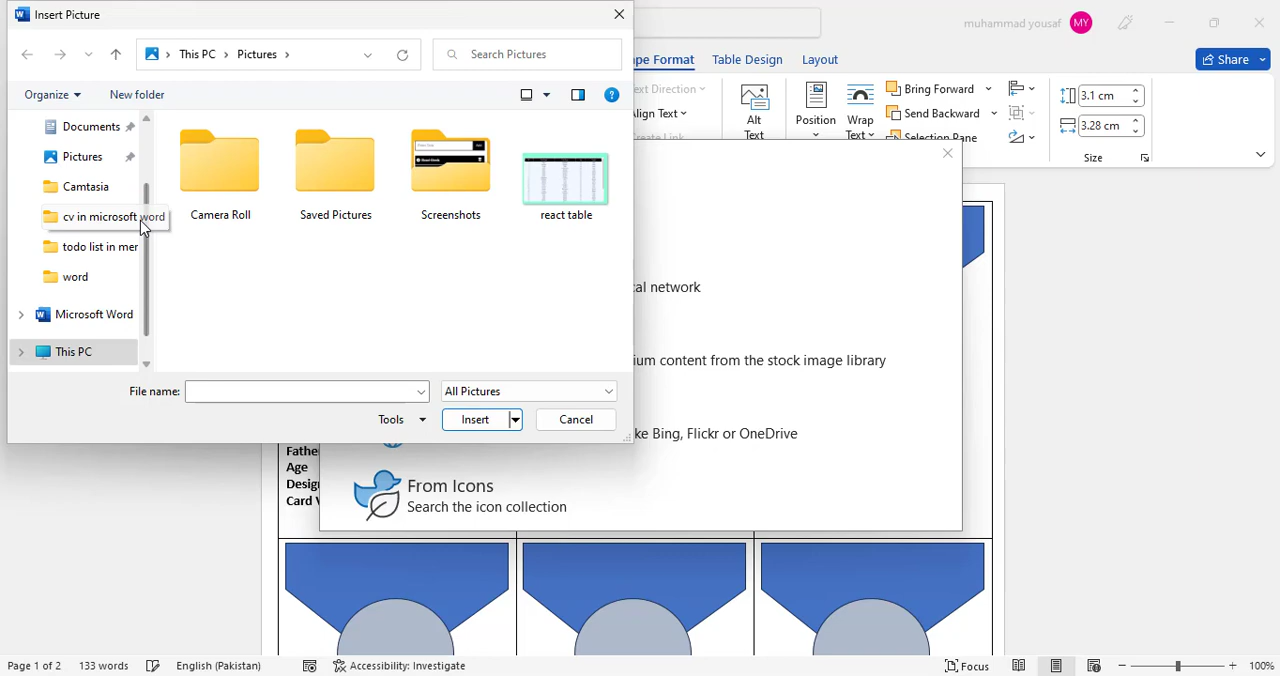 Insert Picture
This PC > Pictures >
Search Pictures
Organize
New folder
Documents
Pictures
Camtasia
cv in microsoft word
todo list in mer
word
Microsoft Word
This PC
Camera Roll
Saved Pictures
Screenshots
react table
File name:
All Pictures
Tools
Insert
Cancel
muhammad yousaf
MY
pe Format
Table Design
Layout
Share
ext Direction
lign Text
Create Link
Alt
Text
Position
Wrap
Text
Bring Forward
Send Backward
Selection Pane
3.1 cm
3.28 cm
Size
cal network
ium content from the stock image library
ke Bing, Flickr or OneDrive
From Icons
Search the icon collection
Fathe
Age
Desig
Card V
Page 1 of 2
133 words
English (Pakistan)
Accessibility: Investigate
Focus
100%